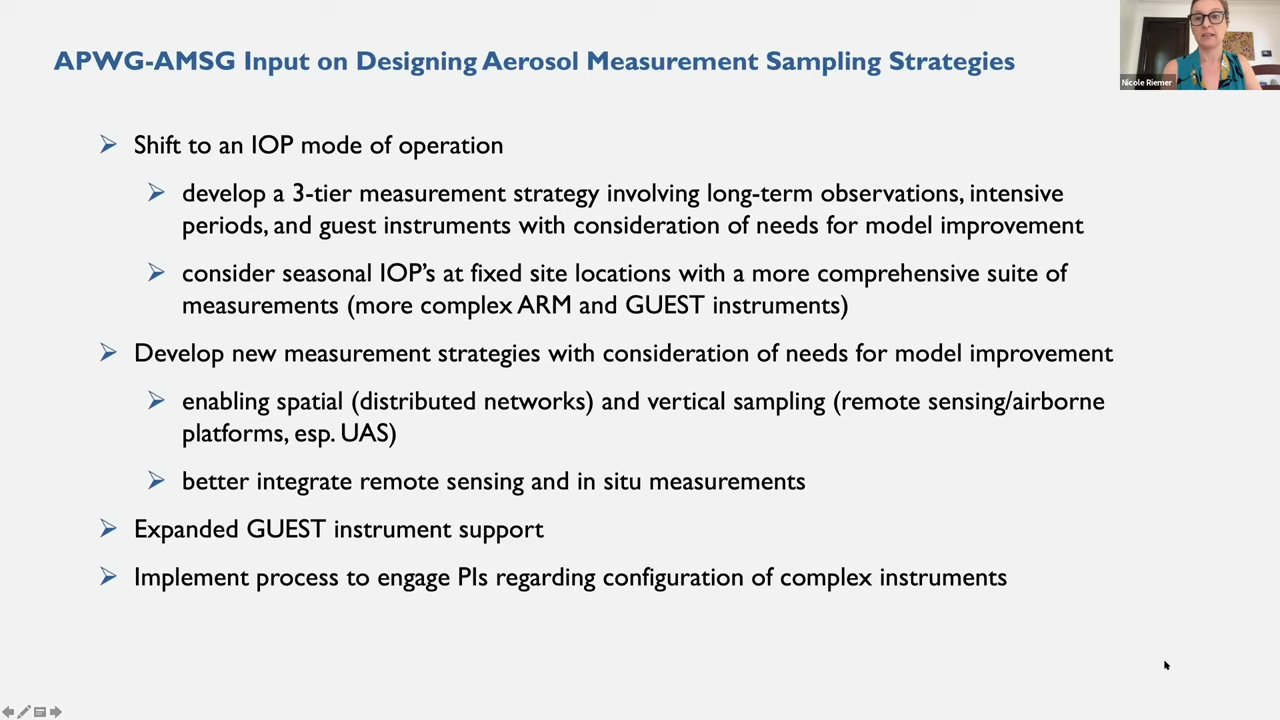 APWG-AMSG Input on Designing Aerosol Measurement Sampling Strategies
Nicole Riemer
Shift to an IOP mode of operation
develop a 3-tier measurement strategy involving long-term observations, intensive
periods, and guest instruments with consideration of needs for model improvement
consider seasonal IOP's at fixed site locations with a more comprehensive suite of
measurements (more complex ARM and GUEST instruments)
Develop new measurement strategies with consideration of needs for model improvement
enabling spatial (distributed networks) and vertical sampling (remote sensing/airborne
platforms, esp. UAS)
better integrate remote sensing and in situ measurements
Expanded GUEST instrument support
Implement process to engage PIs regarding configuration of complex instruments